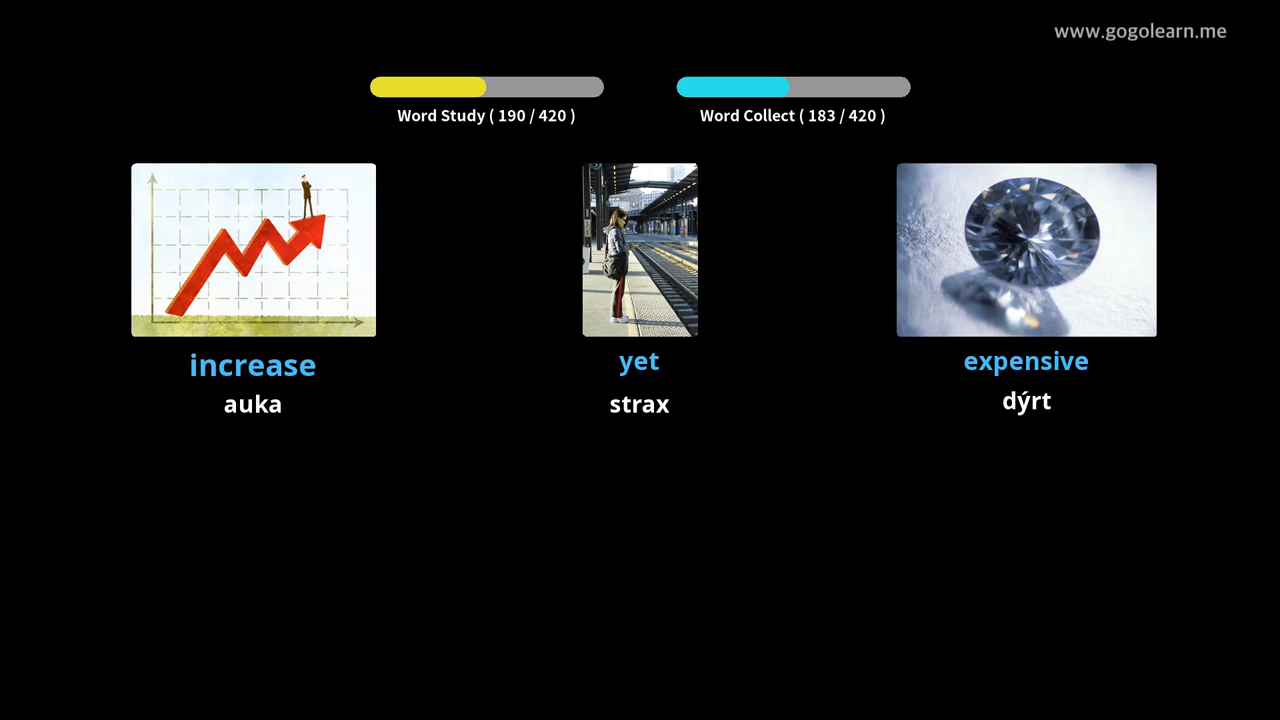 www.gogolearn.me
Word Study ( 190 / 420 )
Word Collect ( 183 / 420 )
increase
yet
expensive
auka
strax
dýrt